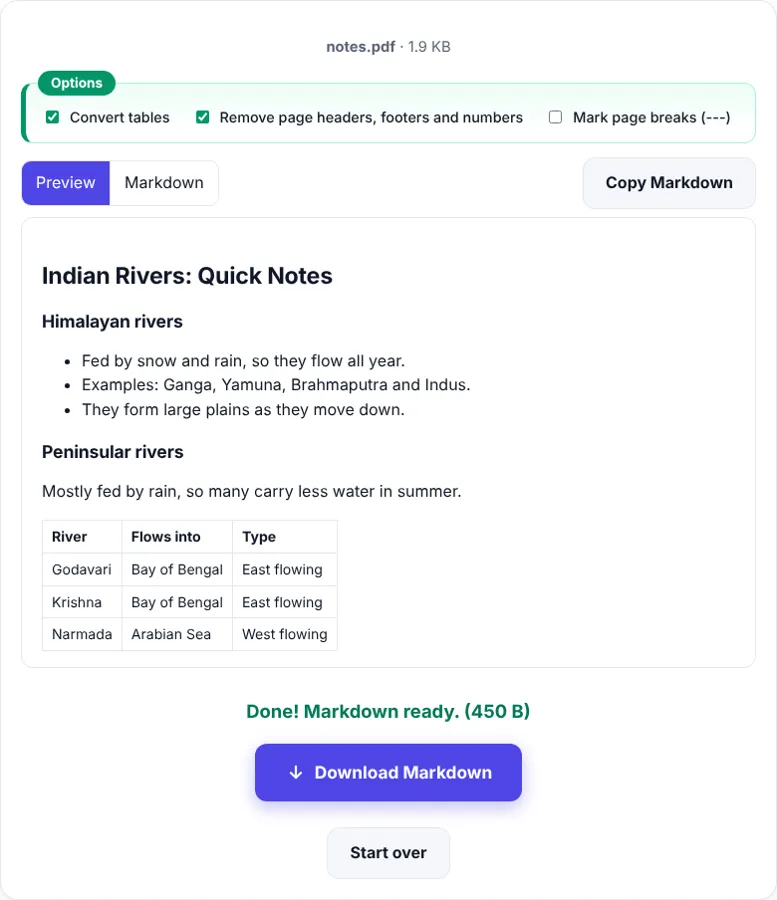 notes.pdf · 1.9 KB
Options
Convert tables Remove page headers, footers and numbers Mark page breaks (---)
Preview Markdown Copy Markdown
Indian Rivers: Quick Notes
Himalayan rivers
• Fed by snow and rain, so they flow all year.
• Examples: Ganga, Yamuna, Brahmaputra and Indus.
• They form large plains as they move down.
Peninsular rivers
Mostly fed by rain, so many carry less water in summer.
River Flows into Type
Godavari Bay of Bengal East flowing
Krishna Bay of Bengal East flowing
Narmada Arabian Sea West flowing
Done! Markdown ready. (450 B)
↓ Download Markdown
Start over